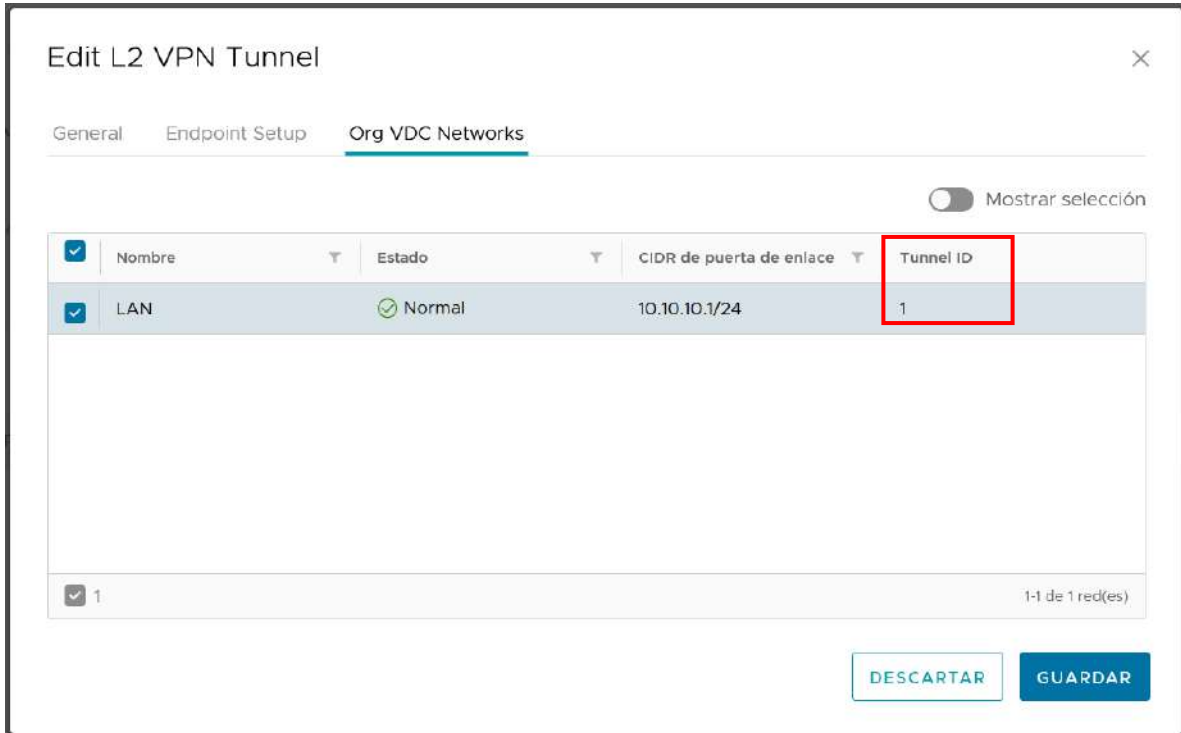 Edit L2 VPN Tunnel
General Endpoint Setup Org VDC Networks
Mostrar selección
Nombre Estado CIDR de puerta de enlace Tunnel ID
LAN Normal 10.10.10.1/24 1
1 1-1 de 1 red(es)
DESCARTAR GUARDAR